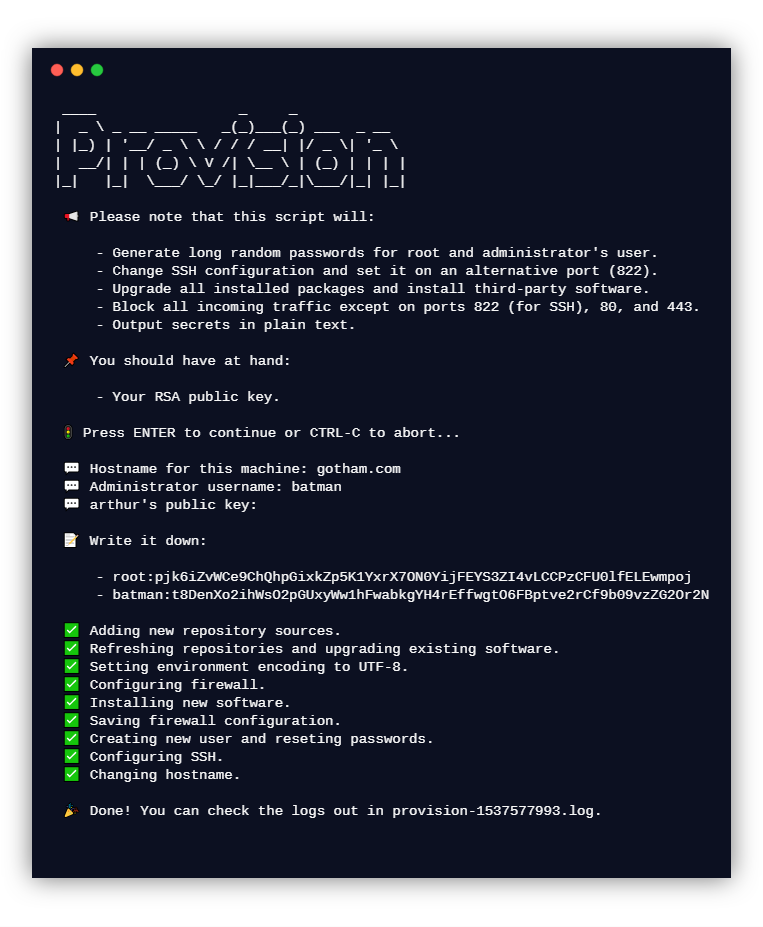 ____                 _     _
|  _ \ _ __ _____   _(_)___(_) ___  _ __
| |_) | '__/ _ \ \ / / / __| |/ _ \| '_ \
|  __/| | | (_) \ V /| \__ \ | (_) | | | |
|_|   |_|  \___/ \_/ |_|___/_|\___/|_| |_|
📢 Please note that this script will:
- Generate long random passwords for root and administrator's user.
- Change SSH configuration and set it on an alternative port (822).
- Upgrade all installed packages and install third-party software.
- Block all incoming traffic except on ports 822 (for SSH), 80, and 443.
- Output secrets in plain text.
📌 You should have at hand:
- Your RSA public key.
🚦 Press ENTER to continue or CTRL-C to abort...
💬 Hostname for this machine: gotham.com
💬 Administrator username: batman
💬 arthur's public key:
📝 Write it down:
- root:pjk6iZvWCe9ChQhpGixkZp5K1YxrX7ON0YijFEYS3ZI4vLCCPzCFU0lfELEwmpoj
- batman:t8DenXo2ihWsO2pGUxyWw1hFwabkgYH4rEffwgtO6FBptve2rCf9b09vzZG2Or2N
✅ Adding new repository sources.
✅ Refreshing repositories and upgrading existing software.
✅ Setting environment encoding to UTF-8.
✅ Configuring firewall.
✅ Installing new software.
✅ Saving firewall configuration.
✅ Creating new user and reseting passwords.
✅ Configuring SSH.
✅ Changing hostname.
🎉 Done! You can check the logs out in provision-1537577993.log.